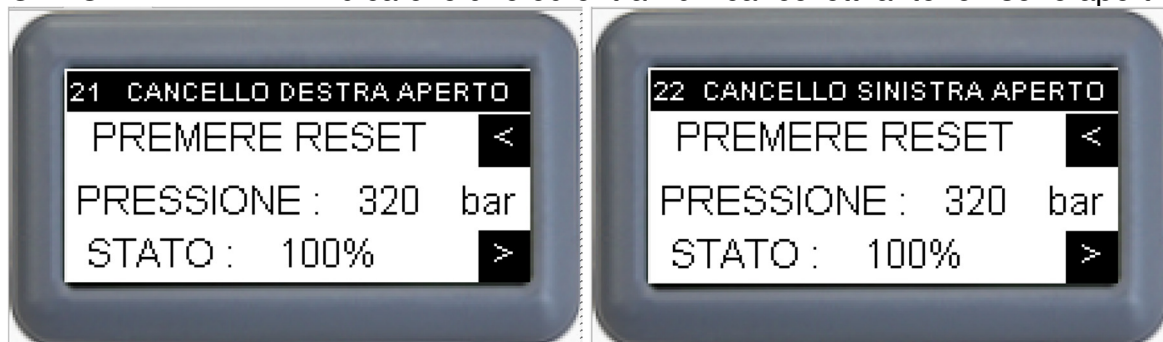 21 CANCELLO DESTRA APERTO
PREMERE RESET <
PRESSIONE : 320 bar
STATO : 100% >
22 CANCELLO SINISTRA APERTO
PREMERE RESET <
PRESSIONE : 320 bar
STATO : 100% >